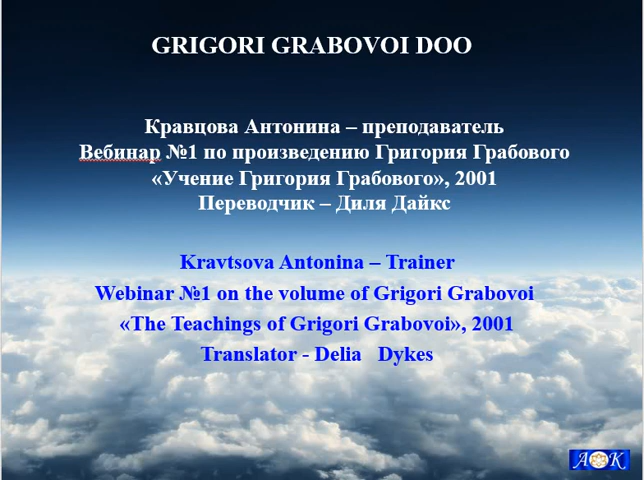 GRIGORI GRABOVOI DOO
Кравцова Антонина – преподаватель
Вебинар №1 по произведению Григория Грабового
«Учение Григория Грабового», 2001
Переводчик – Диля Дайкс
Kravtsova Antonina – Trainer
Webinar №1 on the volume of Grigori Grabovoi
«The Teachings of Grigori Grabovoi», 2001
Translator - Delia Dykes
А К